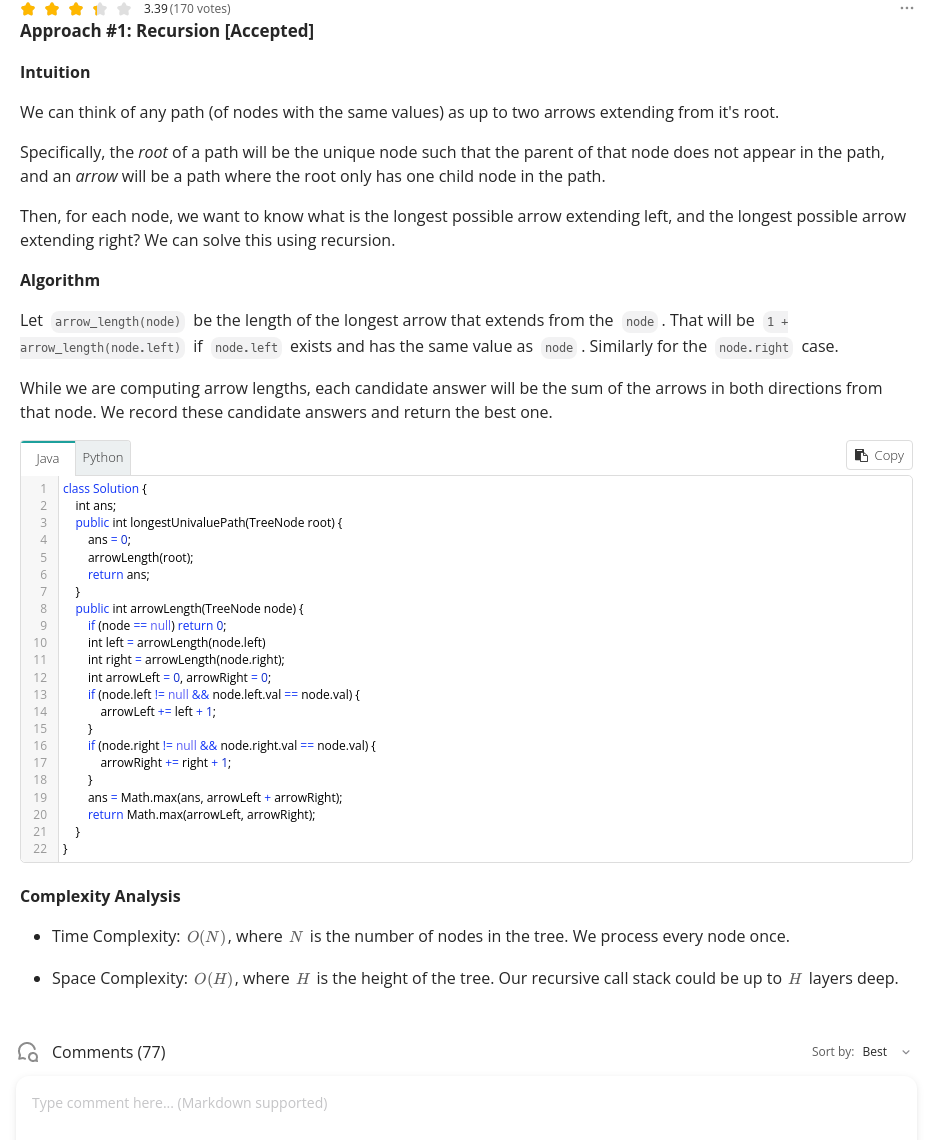 3.39 (170 votes)
Approach #1: Recursion [Accepted]
Intuition
We can think of any path (of nodes with the same values) as up to two arrows extending from it's root.
Specifically, the root of a path will be the unique node such that the parent of that node does not appear in the path,
and an arrow will be a path where the root only has one child node in the path.
Then, for each node, we want to know what is the longest possible arrow extending left, and the longest possible arrow
extending right? We can solve this using recursion.
Algorithm
Let arrow_length(node) be the length of the longest arrow that extends from the node . That will be 1 +
arrow_length(node.left) if node.left exists and has the same value as node . Similarly for the node.right case.
While we are computing arrow lengths, each candidate answer will be the sum of the arrows in both directions from
that node. We record these candidate answers and return the best one.
Java Python Copy
1 class Solution {
2 int ans;
3 public int longestUnivaluePath(TreeNode root) {
4 ans = 0;
5 arrowLength(root);
6 return ans;
7 }
8 public int arrowLength(TreeNode node) {
9 if (node == null) return 0;
10 int left = arrowLength(node.left)
11 int right = arrowLength(node.right);
12 int arrowLeft = 0, arrowRight = 0;
13 if (node.left != null && node.left.val == node.val) {
14 arrowLeft += left + 1;
15 }
16 if (node.right != null && node.right.val == node.val) {
17 arrowRight += right + 1;
18 }
19 ans = Math.max(ans, arrowLeft + arrowRight);
20 return Math.max(arrowLeft, arrowRight);
21 }
22 }
Complexity Analysis
• Time Complexity: O(N), where N is the number of nodes in the tree. We process every node once.
• Space Complexity: O(H), where H is the height of the tree. Our recursive call stack could be up to H layers deep.
Comments (77) Sort by: Best
Type comment here... (Markdown supported)